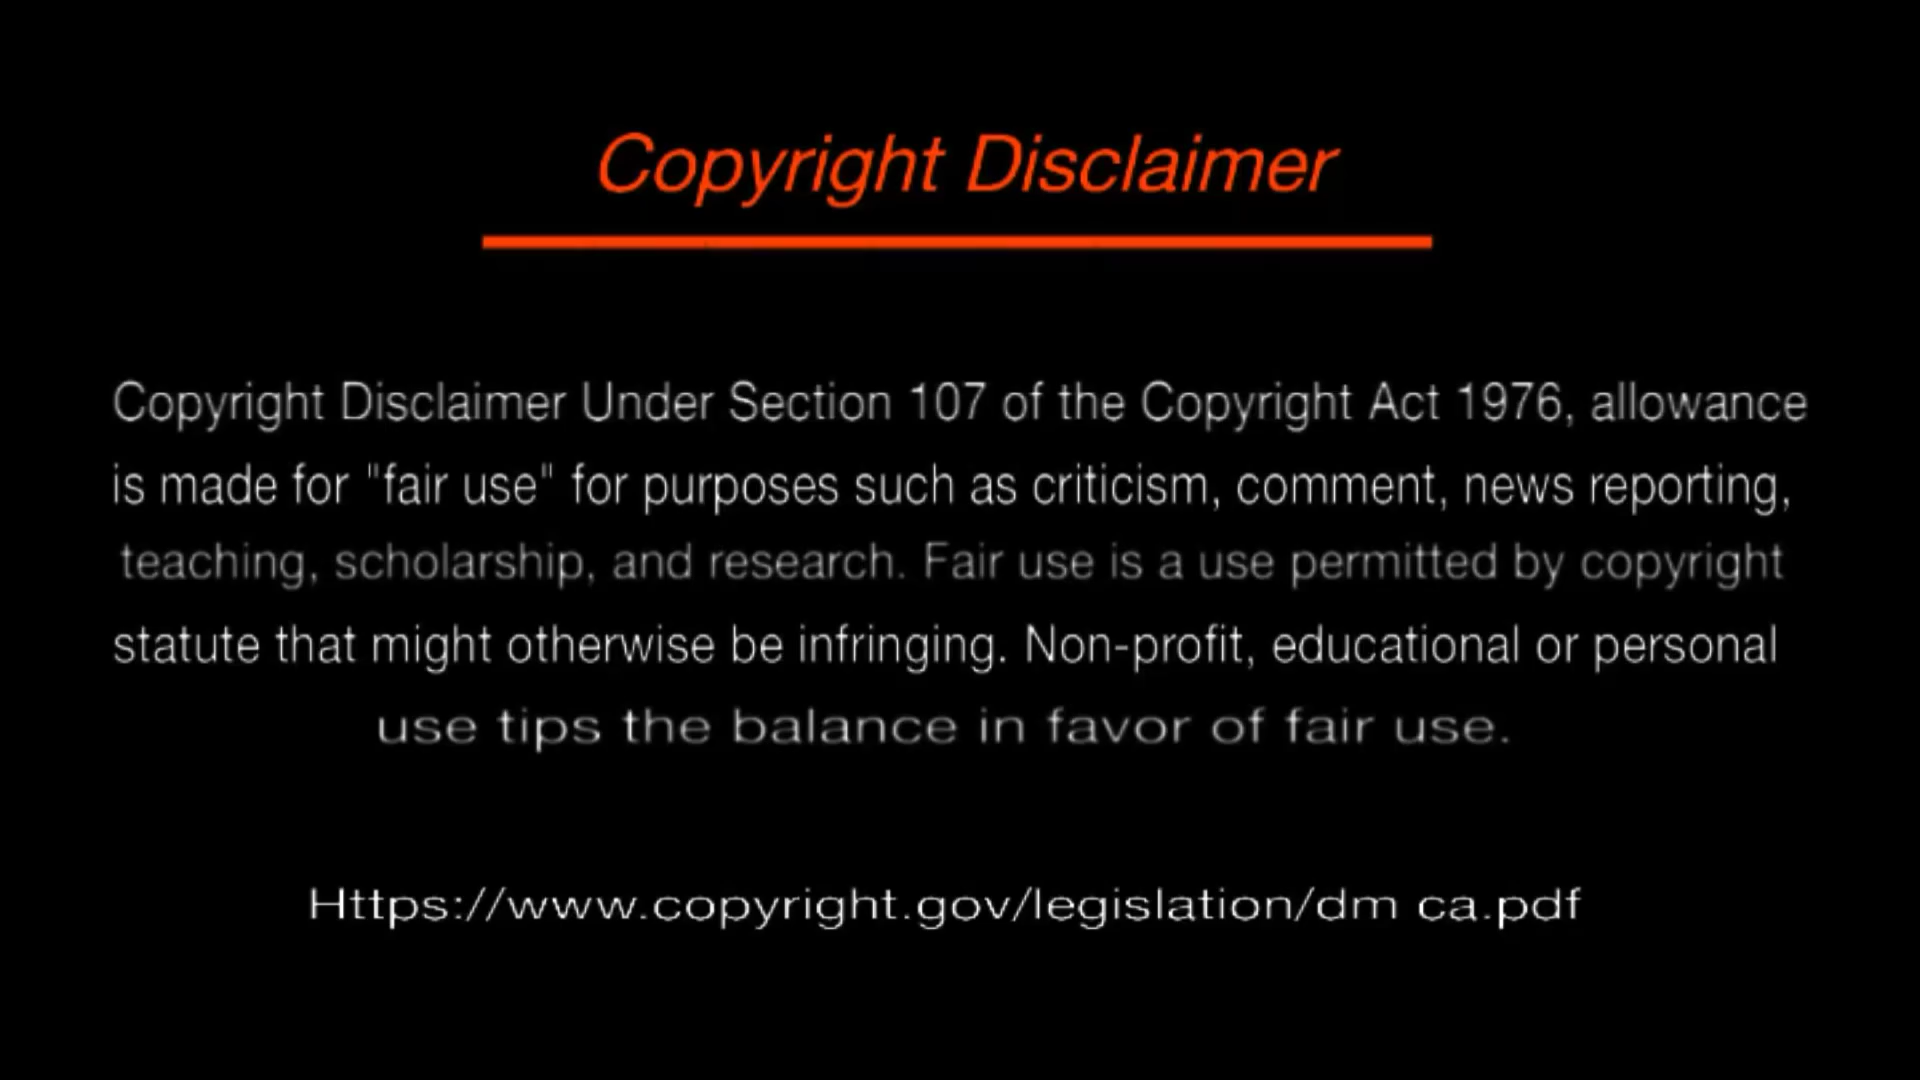 Copyright Disclaimer
Copyright Disclaimer Under Section 107 of the Copyright Act 1976, allowance
is made for "fair use" for purposes such as criticism, comment, news reporting,
teaching, scholarship, and research. Fair use is a use permitted by copyright
statute that might otherwise be infringing. Non-profit, educational or personal
use tips the balance in favor of fair use.
Https://www.copyright.gov/legislation/dm ca.pdf